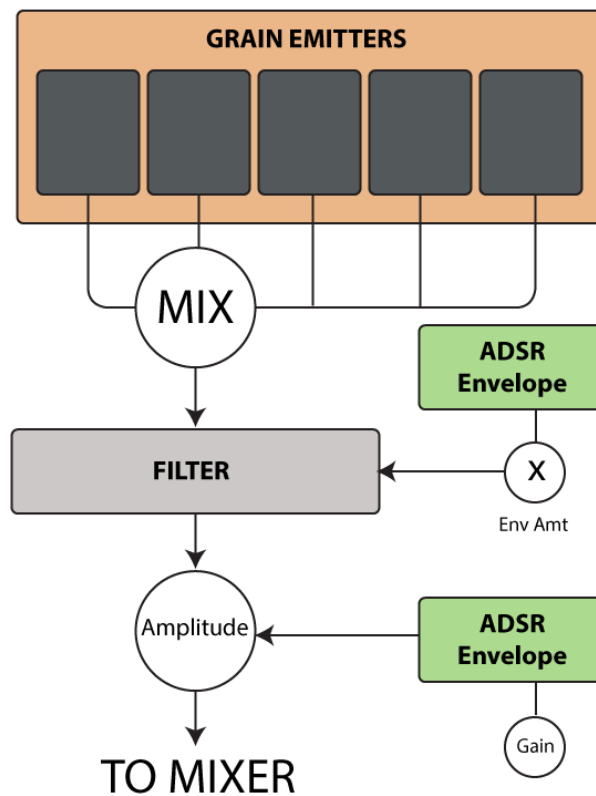 GRAIN EMITTERS
MIX
ADSR
Envelope
FILTER
X
Env Amt
Amplitude
ADSR
Envelope
Gain
TO MIXER